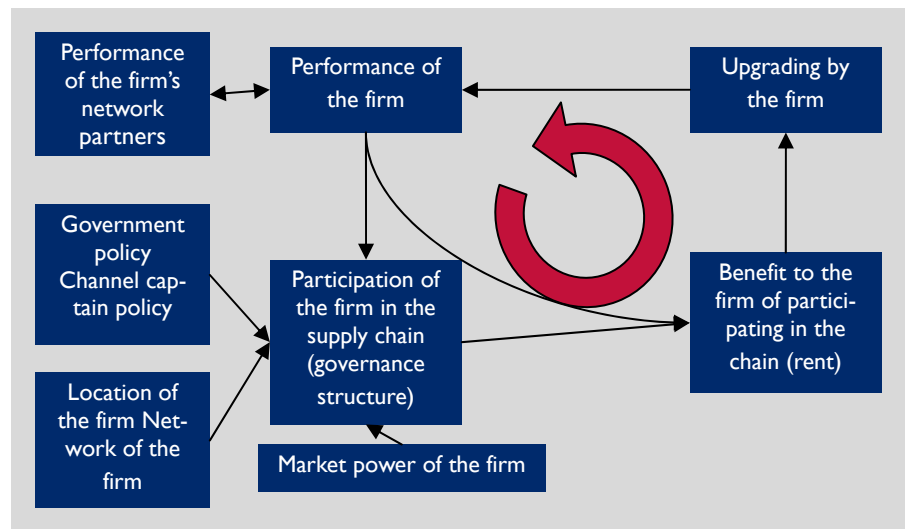 Performance
of the firm's
network
partners
Performance of
the firm
Upgrading by
the firm
Government
policy
Channel cap-
tain policy
Participation of
the firm in the
supply chain
(governance
structure)
Benefit to the
firm of partici-
pating in the
chain (rent)
Location of
the firm Net-
work of the
firm
Market power of the firm